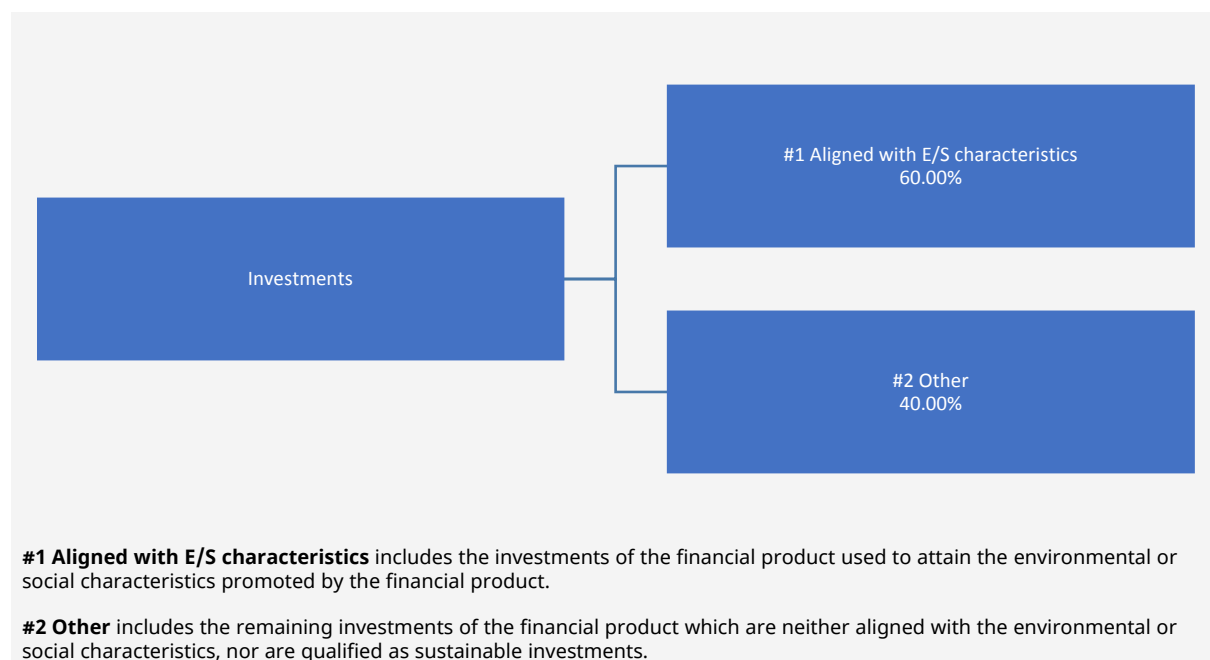 #1 Aligned with E/S characteristics
60.00%
Investments
#2 Other
40.00%
#1 Aligned with E/S characteristics includes the investments of the financial product used to attain the environmental or
social characteristics promoted by the financial product.
#2 Other includes the remaining investments of the financial product which are neither aligned with the environmental or
social characteristics, nor are qualified as sustainable investments.